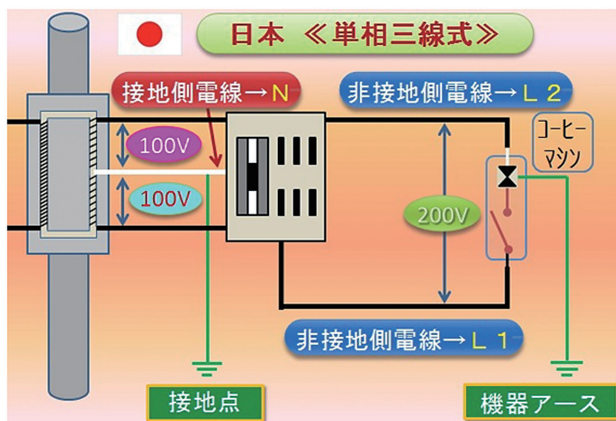 日本 ≪単相三線式≫
接地側電線→N
非接地側電線→L2
コーヒー
マシン
100V
100V
200V
非接地側電線→L1
接地点
機器アース